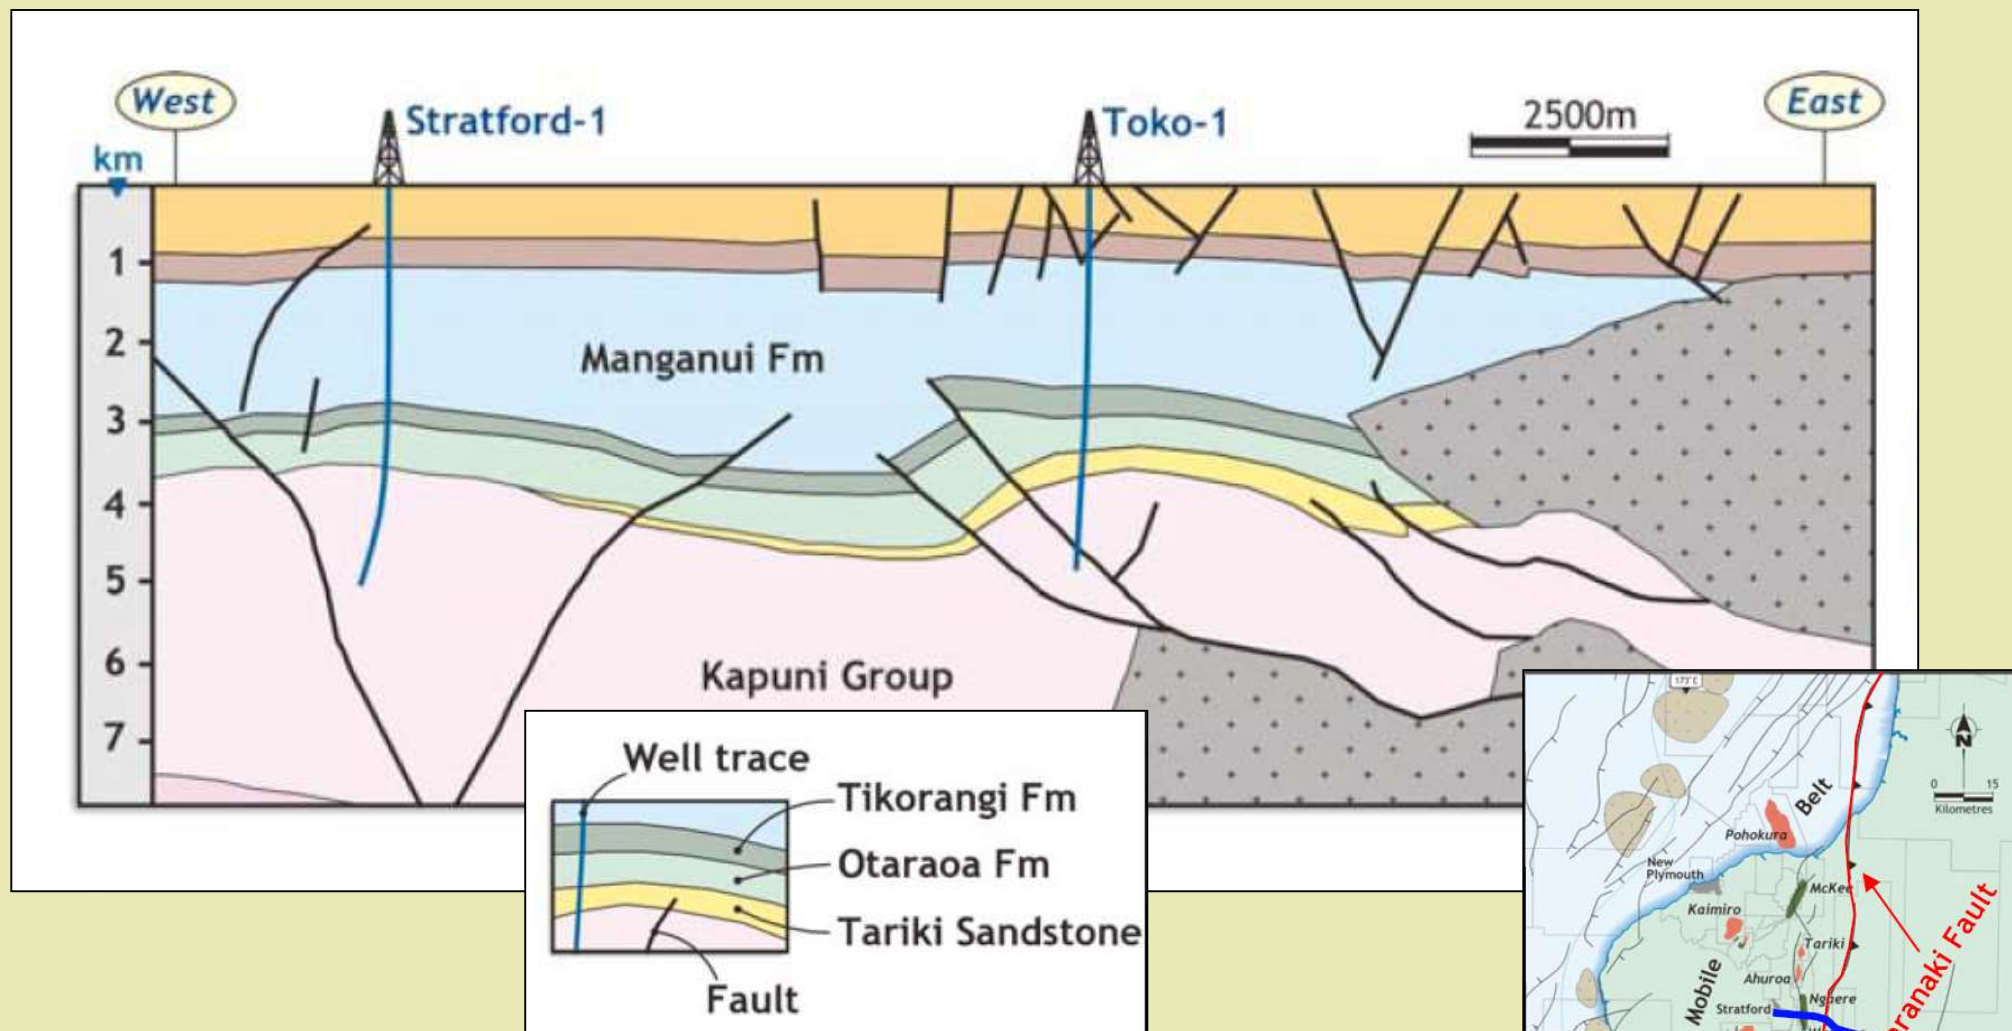 West
Stratford-1
Toko-1
2500m
East
km
1
2
3
4
5
6
7
Manganui Fm
Kapuni Group
Well trace
Tikorangi Fm
Otaraoa Fm
Tariki Sandstone
Fault
173°E
N
0 15
Kilometres
Belt
Pohokura
New
Plymouth
McKee
Kaimiro
Tariki
Ahuroa
Mobile
Stratford
Ngaere
Fault